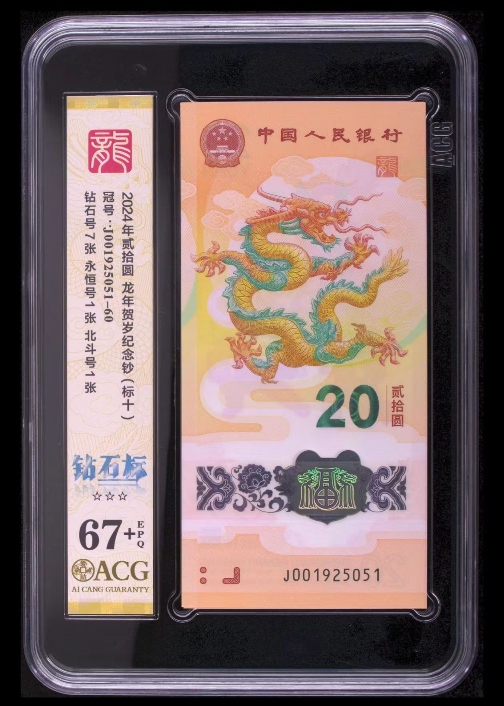 龍
2024年贰拾圆 龙年贺岁纪念钞(标十)
冠号:J001925051-60
钻石号7张 永恒号1张 北斗号1张
钻石标
☆☆☆
67+EPQ
ACG
AI CANG GUARANTY
中国人民银行
龍
20
贰拾圆
J001925051
ACG